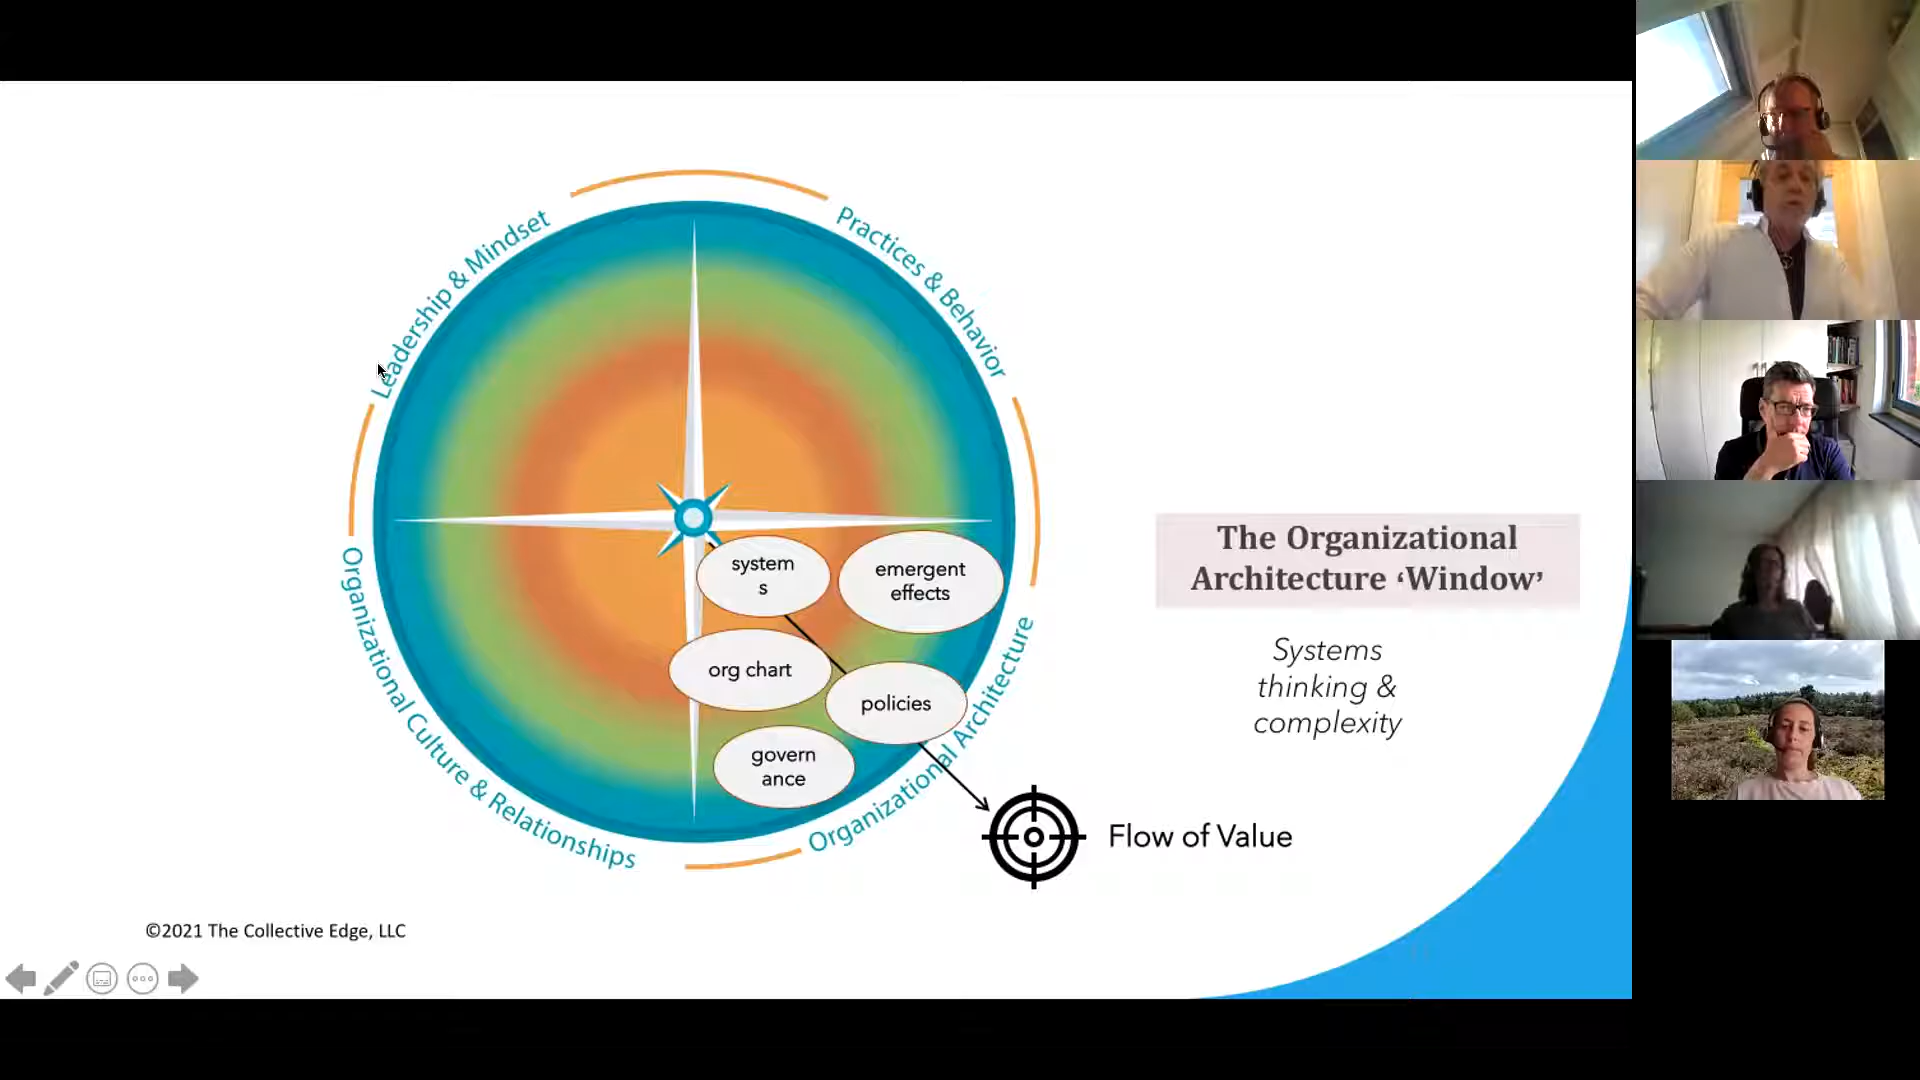 Leadership & Mindset
Practices & Behavior
Organizational Culture & Relationships
Organizational Architecture
system
s
emergent
effects
org chart
policies
govern
ance
The Organizational
Architecture ‘Window’
Systems
thinking &
complexity
Flow of Value
©2021 The Collective Edge, LLC